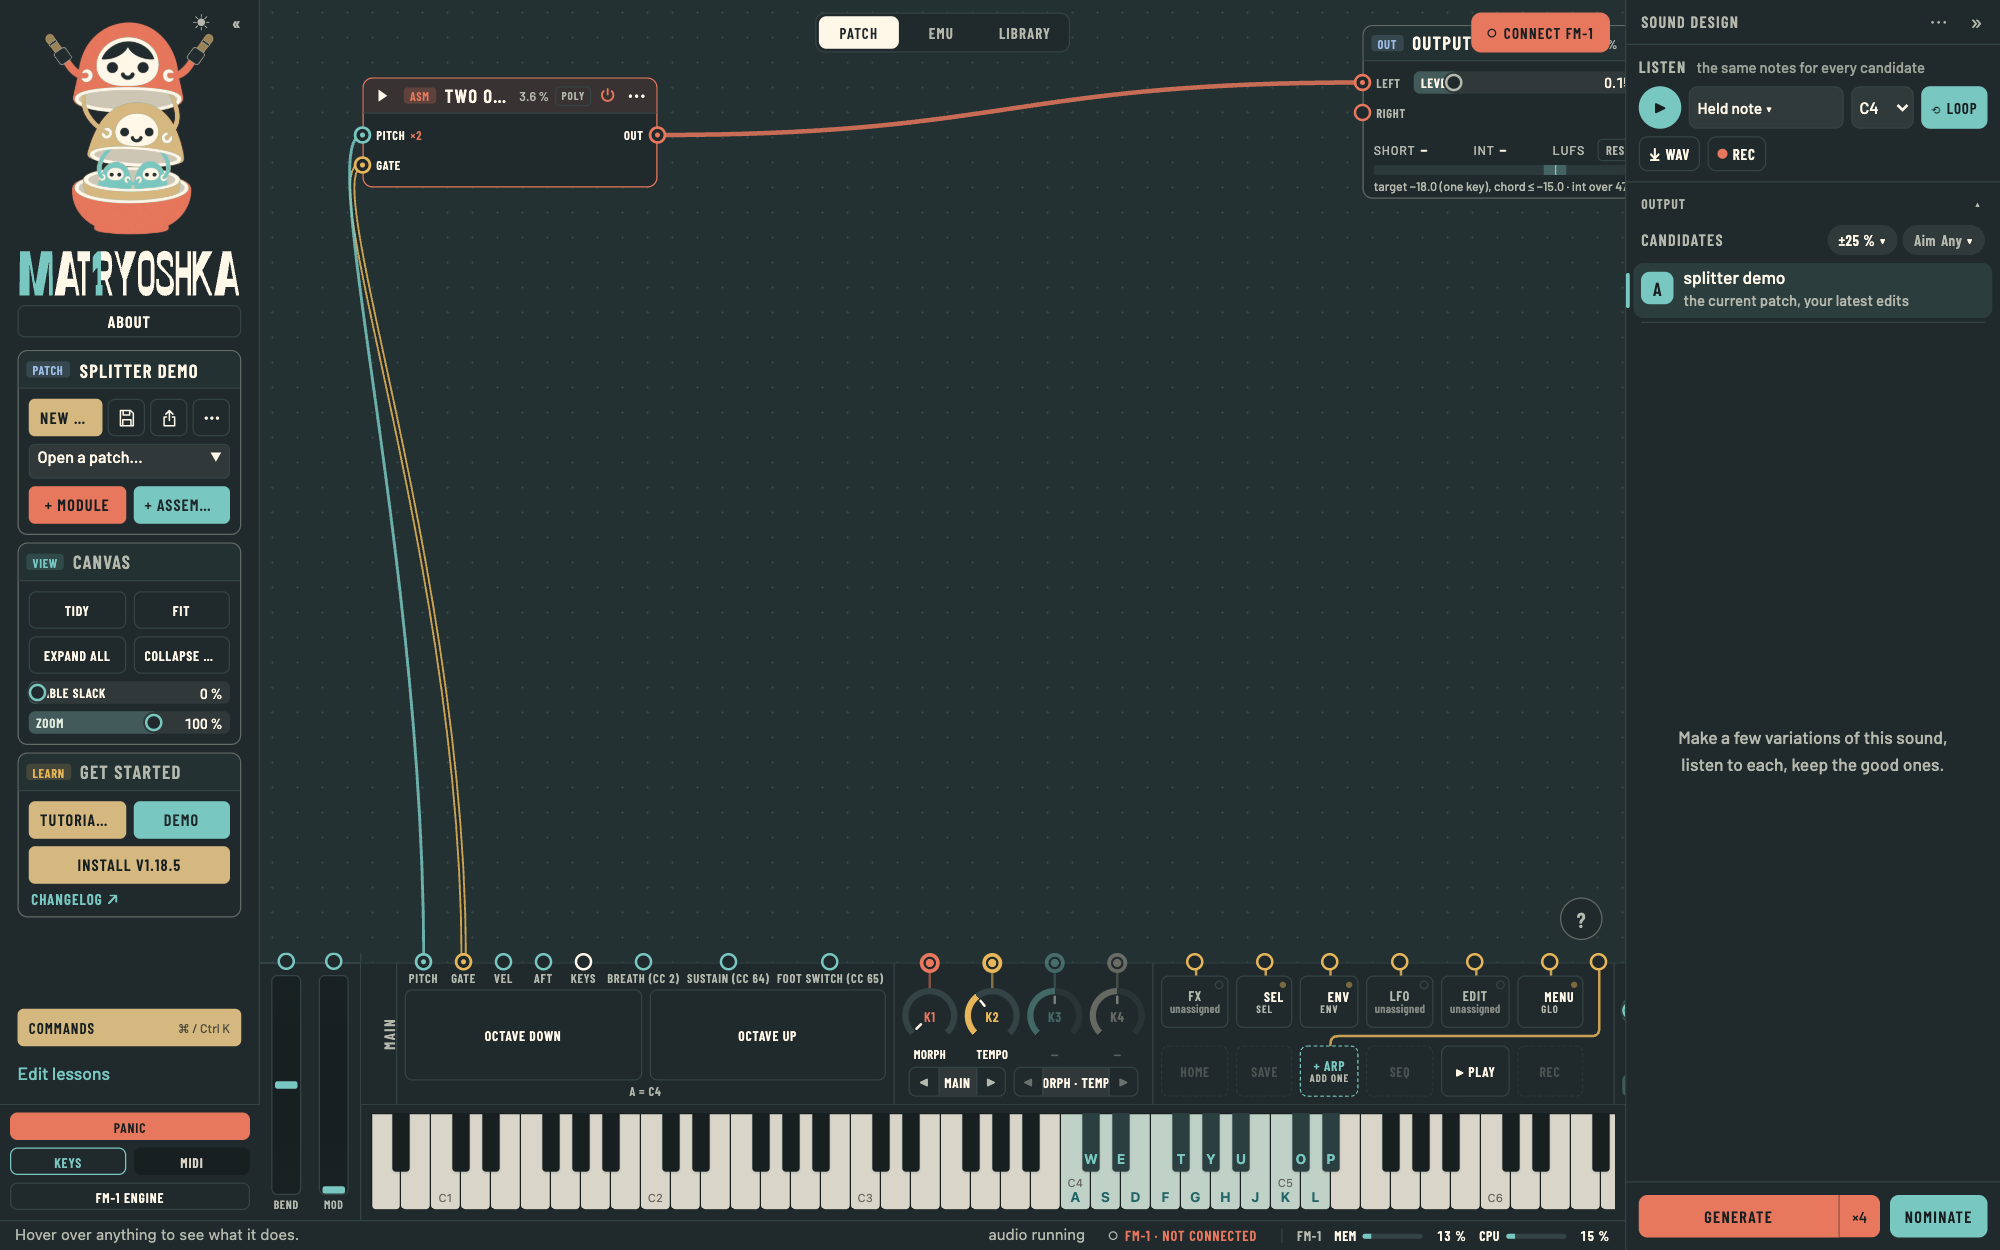 MATRYOSHKA
ABOUT
PATCH SPLITTER DEMO
NEW ...
Open a patch...
+ MODULE
+ ASSEM...
VIEW CANVAS
TIDY
FIT
EXPAND ALL
COLLAPSE ...
BLE SLACK 0 %
ZOOM 100 %
LEARN GET STARTED
TUTORIA...
DEMO
INSTALL V1.18.5
CHANGELOG ↗
COMMANDS ⌘ / Ctrl K
Edit lessons
PANIC
KEYS
MIDI
FM-1 ENGINE
Hover over anything to see what it does.
PATCH
EMU
LIBRARY
ASM TWO O... 3.6 % POLY
PITCH ×2
OUT
GATE
OUT OUTPUT
CONNECT FM-1
%
LEFT
LEVE
0.1
RIGHT
SHORT –
INT –
LUFS
RES
target –18.0 (one key), chord ≤ –15.0 · int over 47
?
PITCH
GATE
VEL
AFT
KEYS
BREATH (CC 2)
SUSTAIN (CC 64)
FOOT SWITCH (CC 65)
MAIN
OCTAVE DOWN
OCTAVE UP
A = C4
K1
K2
K3
K4
MORPH
TEMPO
–
–
MAIN
ORPH · TEMP
FX
unassigned
SEL
SEL
ENV
ENV
LFO
unassigned
EDIT
unassigned
MENU
GLO
HOME
SAVE
+ ARP
ADD ONE
SEQ
PLAY
REC
BEND
MOD
C1
C2
C3
C4
C5
C6
W E T Y U O P
A S D F G H J K L
audio running
FM-1 · NOT CONNECTED
FM-1 MEM 13 % CPU 15 %
SOUND DESIGN
LISTEN the same notes for every candidate
Held note
C4
LOOP
WAV
REC
OUTPUT
CANDIDATES
±25 %
Aim Any
A
splitter demo
the current patch, your latest edits
Make a few variations of this sound,
listen to each, keep the good ones.
GENERATE
×4
NOMINATE